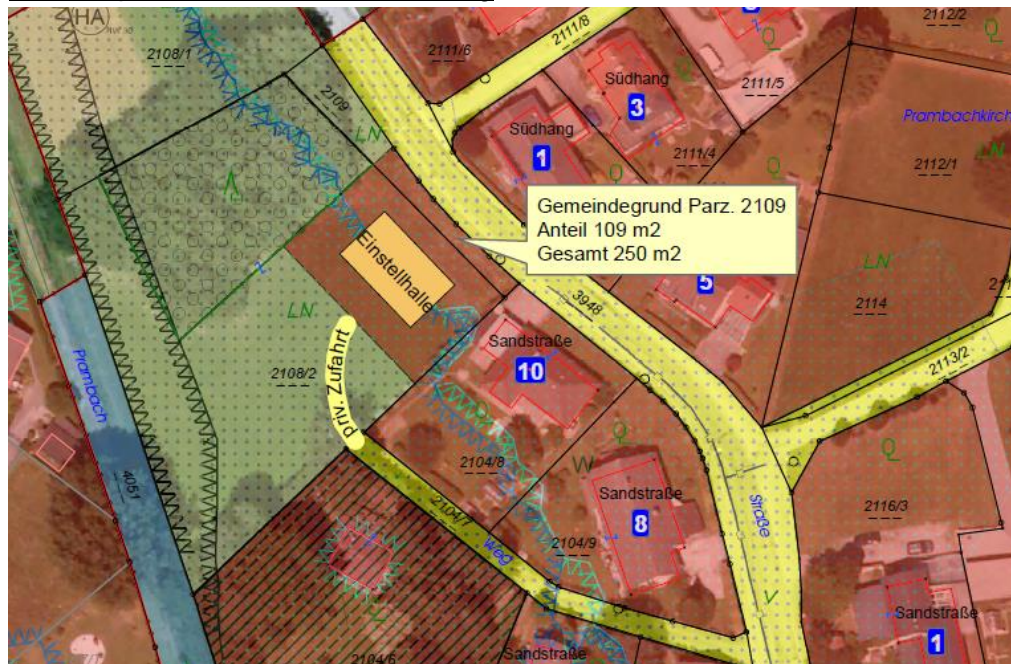 HA
2108/1
2111/6
2111/8
2112/2
Q
Südhang
3
2111/5
Q
2109
LN
Südhang
1
2111/4
Prambachkirch
LN
2112/1
Q
Q
Gemeindegrund Parz. 2109
Anteil 109 m2
Gesamt 250 m2
Einstellhalle
LN
5
LN
2114
3948
Sandstraße
10
priv. Zufahrt
2108/2
Prambach
2113/2
Q
Q
W
2104/8
Sandstraße
8
4051
2104/7
Weg
2104/9
Straße
2116/3
V
Sandstraße
1
2104/6
Sandstraße